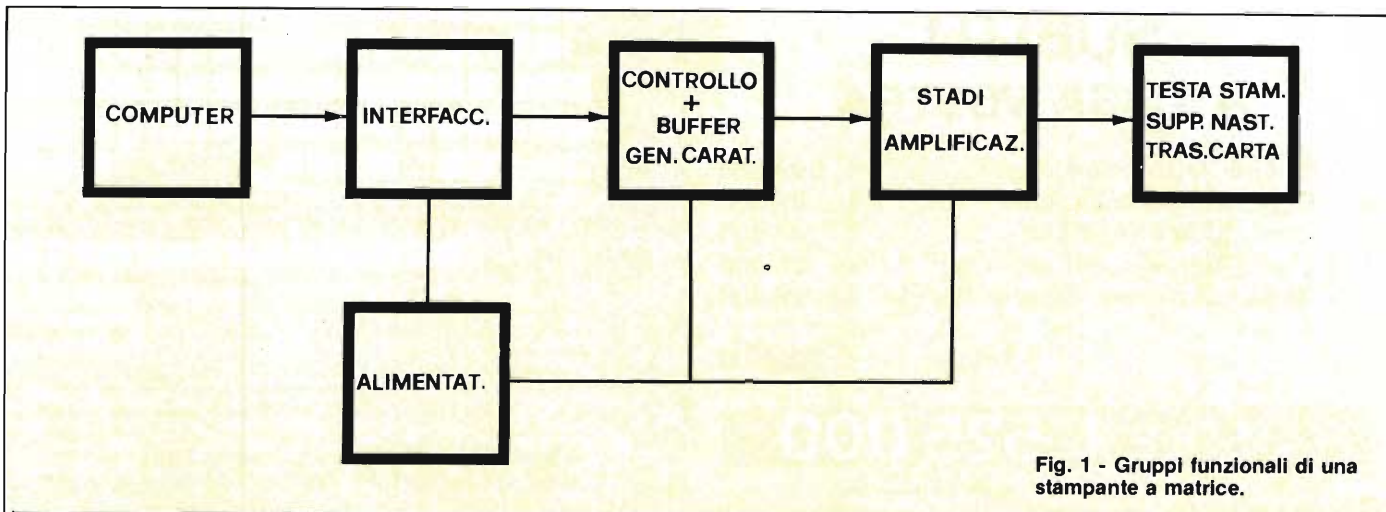 COMPUTER
INTERFACC.
CONTROLLO
+
BUFFER
GEN. CARAT.
STADI
AMPLIFICAZ.
TESTA STAM.
SUPP. NAST.
TRAS. CARTA
ALIMENTAT.
Fig. 1 - Gruppi funzionali di una
stampante a matrice.